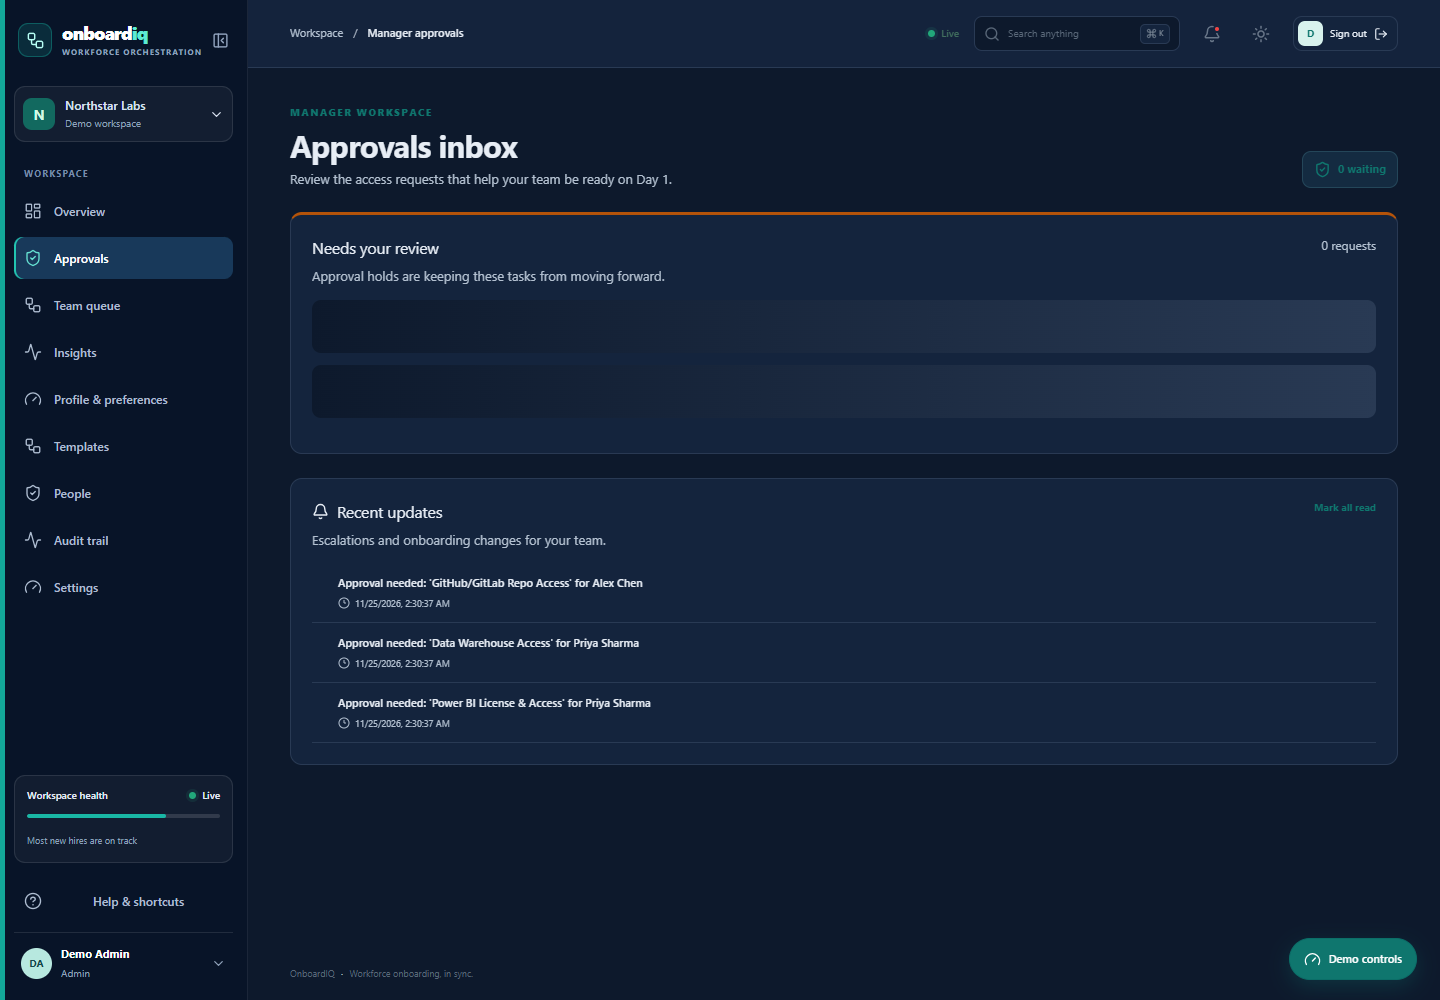 onboardiq
WORKFORCE ORCHESTRATION
N
Northstar Labs
Demo workspace
WORKSPACE
Overview
Approvals
Team queue
Insights
Profile & preferences
Templates
People
Audit trail
Settings
Workspace health
Live
Most new hires are on track
Help & shortcuts
DA
Demo Admin
Admin
Workspace / Manager approvals
Live
Search anything
⌘ K
D
Sign out
MANAGER WORKSPACE
Approvals inbox
Review the access requests that help your team be ready on Day 1.
0 waiting
Needs your review
0 requests
Approval holds are keeping these tasks from moving forward.
Recent updates
Mark all read
Escalations and onboarding changes for your team.
Approval needed: 'GitHub/GitLab Repo Access' for Alex Chen
11/25/2026, 2:30:37 AM
Approval needed: 'Data Warehouse Access' for Priya Sharma
11/25/2026, 2:30:37 AM
Approval needed: 'Power BI License & Access' for Priya Sharma
11/25/2026, 2:30:37 AM
OnboardIQ · Workforce onboarding, in sync.
Demo controls